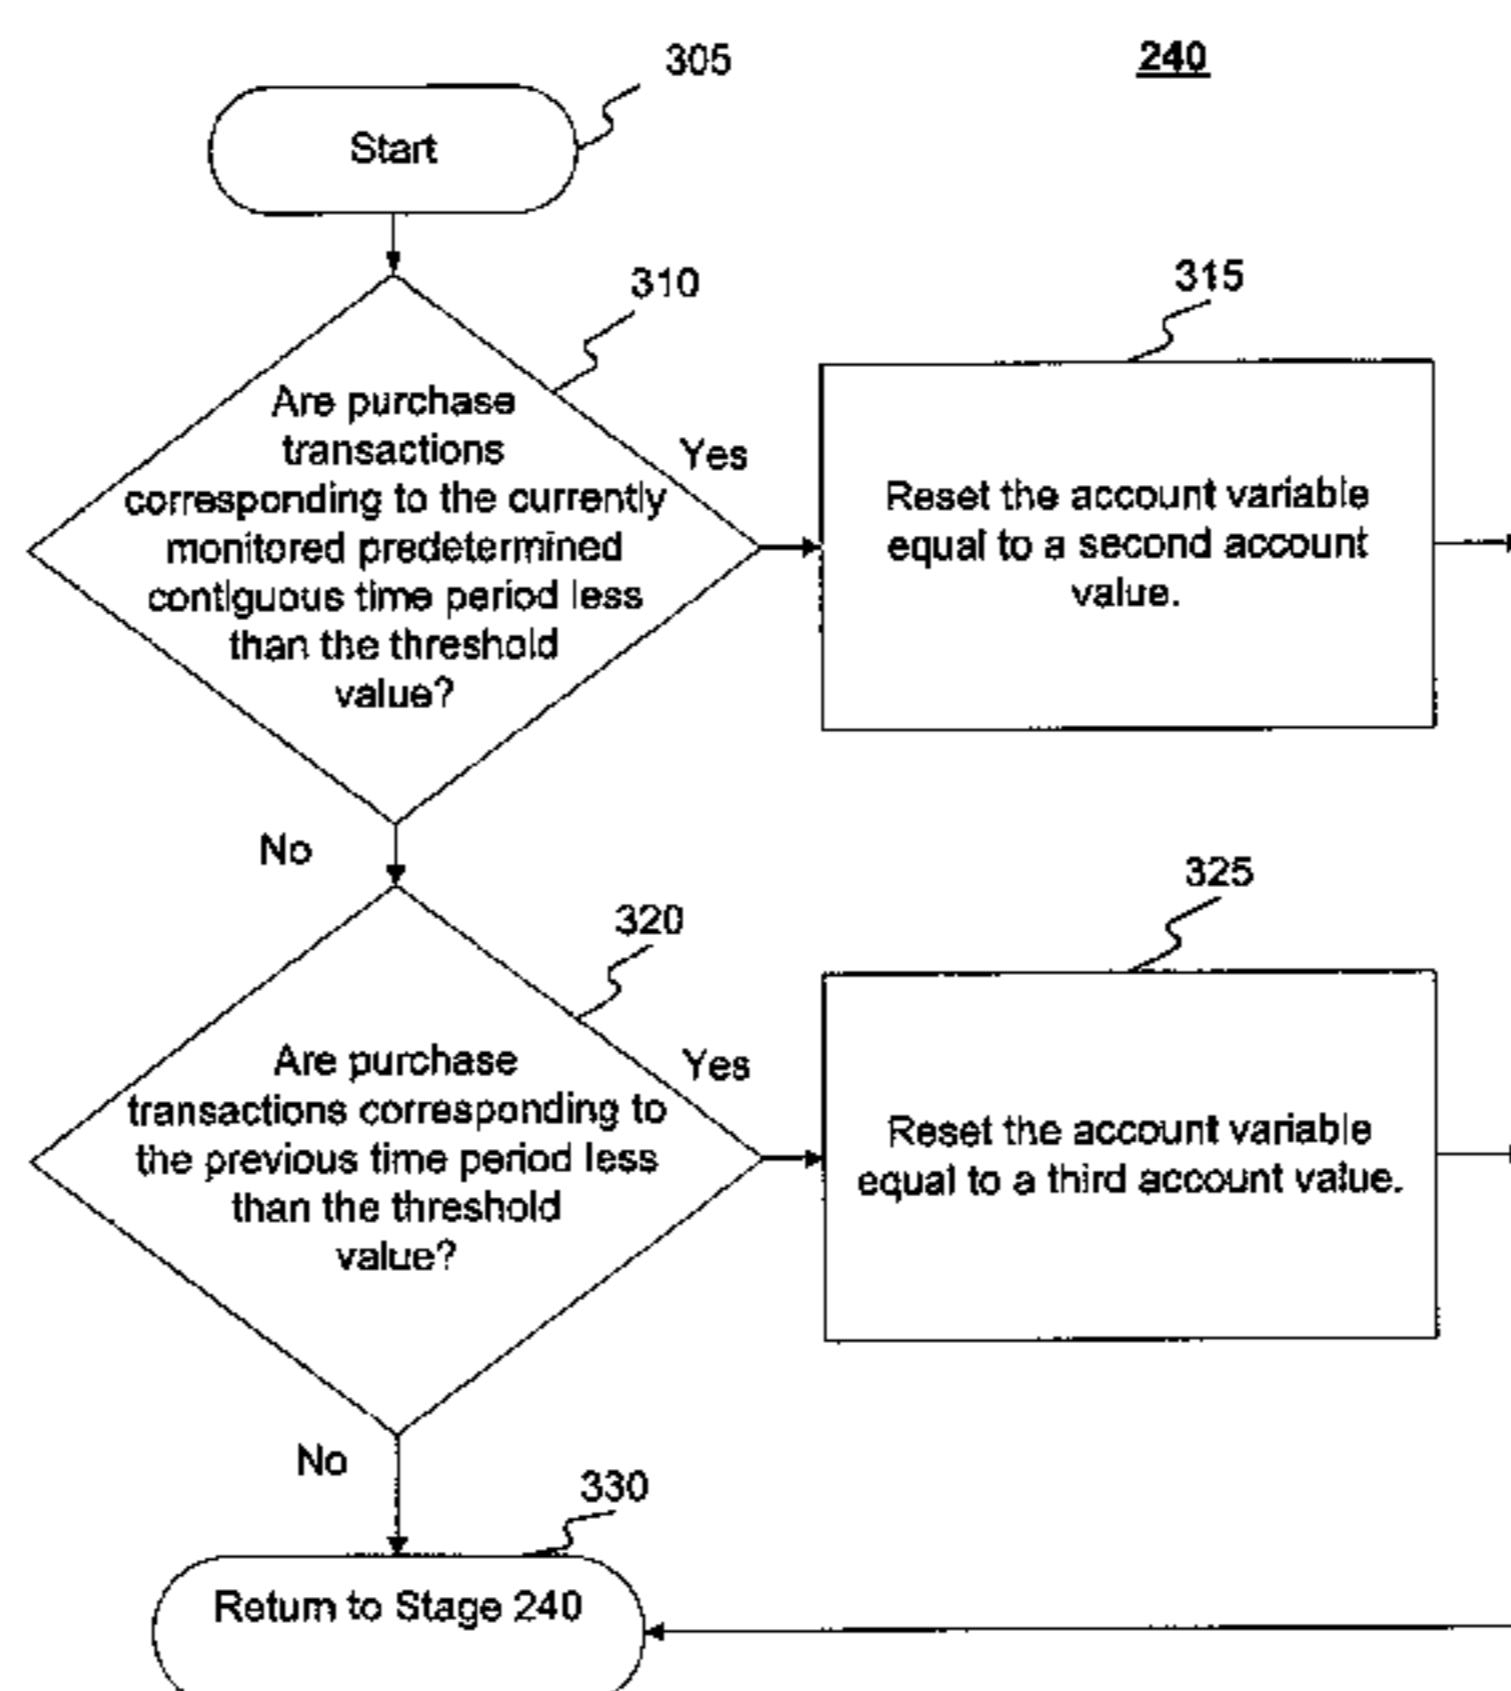 305
240
Start
310
315
Are purchase
transactions
corresponding to the currently
monitored predetermined
contiguous time period less
than the threshold
value?
Yes
Reset the account variable
equal to a second account
value.
No
320
325
Are purchase
transactions corresponding to
the previous time period less
than the threshold
value?
Yes
Reset the account variable
equal to a third account value.
No
330
Return to Stage 240